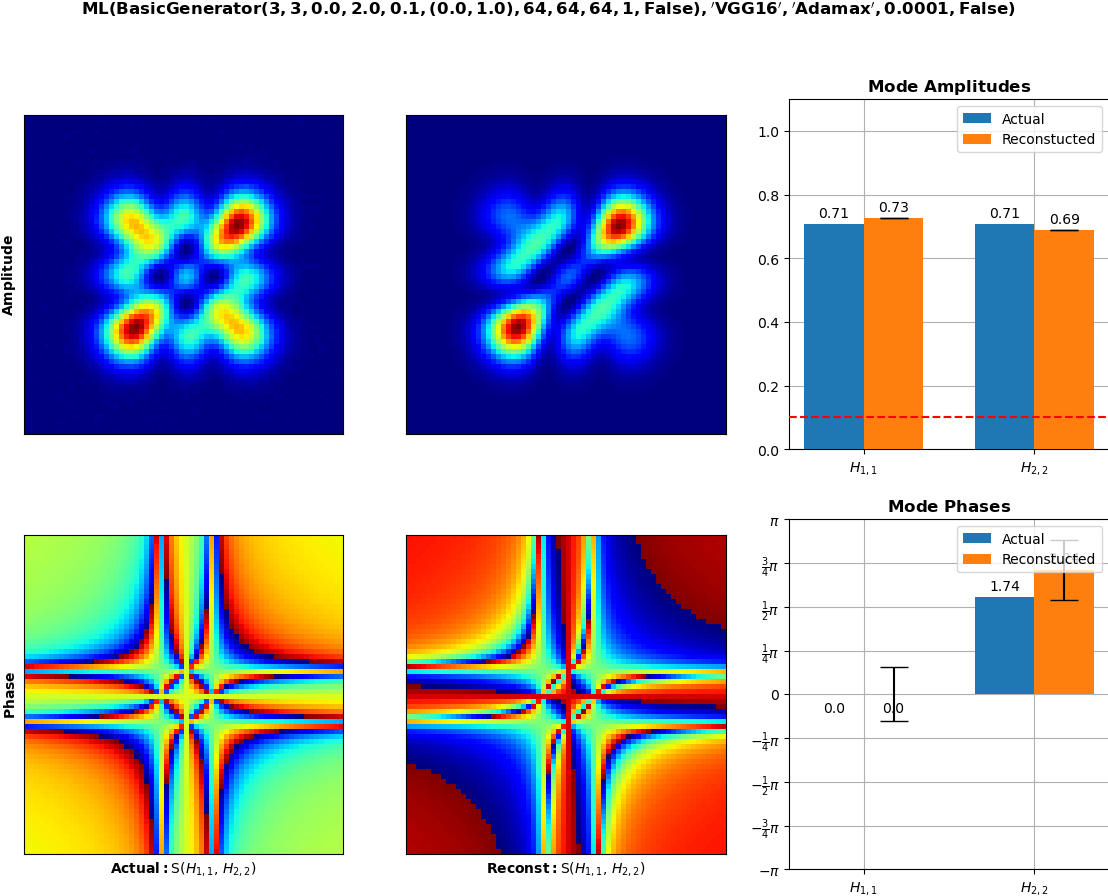 ML(BasicGenerator(3, 3, 0.0, 2.0, 0.1, (0.0, 1.0), 64, 64, 64, 1, False), 'VGG16', 'Adamax', 0.0001, False)
Mode Amplitudes
Amplitude
Actual
Reconstucted
1.0
0.8
0.6
0.4
0.2
0.0
0.71
0.73
0.71
0.69
H1,1
H2,2
Mode Phases
Phase
Actual
Reconstucted
π
3/4π
1/2π
1/4π
0
−1/4π
−1/2π
−3/4π
−π
0.0
0.0
1.74
H1,1
H2,2
Actual: S(H1,1, H2,2)
Reconst: S(H1,1, H2,2)